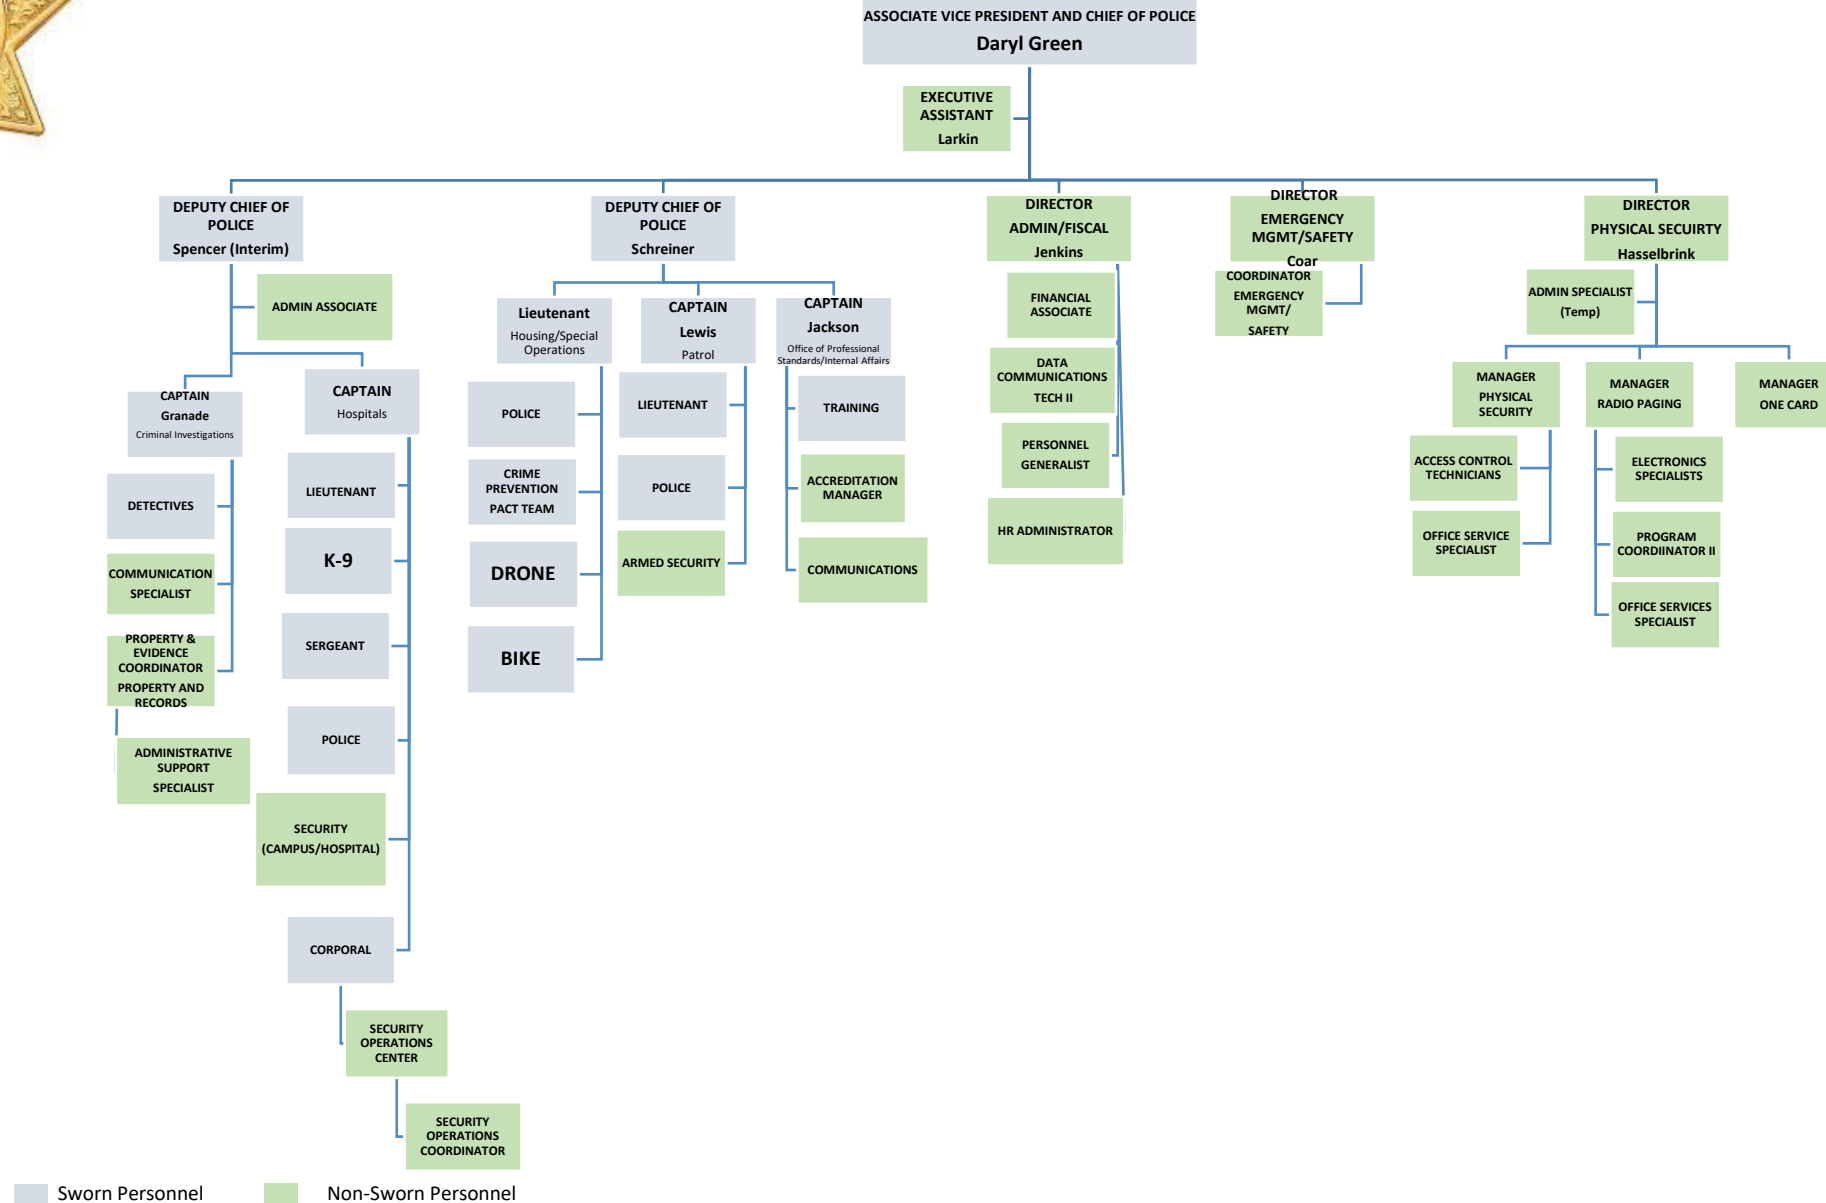 ASSOCIATE VICE PRESIDENT AND CHIEF OF POLICE
Daryl Green
EXECUTIVE
ASSISTANT
Larkin
DEPUTY CHIEF OF
POLICE
Spencer (Interim)
ADMIN ASSOCIATE
CAPTAIN
Granade
Criminal Investigations
DETECTIVES
COMMUNICATION
SPECIALIST
PROPERTY &
EVIDENCE
COORDINATOR
PROPERTY AND
RECORDS
ADMINISTRATIVE
SUPPORT
SPECIALIST
CAPTAIN
Hospitals
LIEUTENANT
K-9
SERGEANT
POLICE
SECURITY
(CAMPUS/HOSPITAL)
CORPORAL
SECURITY
OPERATIONS
CENTER
SECURITY
OPERATIONS
COORDINATOR
DEPUTY CHIEF OF
POLICE
Schreiner
Lieutenant
Housing/Special
Operations
POLICE
CRIME
PREVENTION
PACT TEAM
DRONE
BIKE
CAPTAIN
Lewis
Patrol
LIEUTENANT
POLICE
ARMED SECURITY
CAPTAIN
Jackson
Office of Professional
Standards/Internal Affairs
TRAINING
ACCREDITATION
MANAGER
COMMUNICATIONS
DIRECTOR
ADMIN/FISCAL
Jenkins
FINANCIAL
ASSOCIATE
DATA
COMMUNICATIONS
TECH II
PERSONNEL
GENERALIST
HR ADMINISTRATOR
DIRECTOR
EMERGENCY
MGMT/SAFETY
Coar
COORDINATOR
EMERGENCY
MGMT/
SAFETY
DIRECTOR
PHYSICAL SECUIRTY
Hasselbrink
ADMIN SPECIALIST
(Temp)
MANAGER
PHYSICAL
SECURITY
ACCESS CONTROL
TECHNICIANS
OFFICE SERVICE
SPECIALIST
MANAGER
RADIO PAGING
ELECTRONICS
SPECIALISTS
PROGRAM
COORDIINATOR II
OFFICE SERVICES
SPECIALIST
MANAGER
ONE CARD
Sworn Personnel
Non-Sworn Personnel